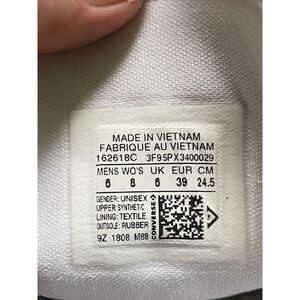 MADE IN VIETNAM
FABRIQUE AU VIETNAM
162618C 3F95PX3400029
MENS WO'S UK EUR CM
6 8 6 39 24.5
GENDER: UNISEX
UPPER: SYNTHETIC
LINING: TEXTILE
OUTSOLE: RUBBER
CONVERSE
9Z 1808 M88